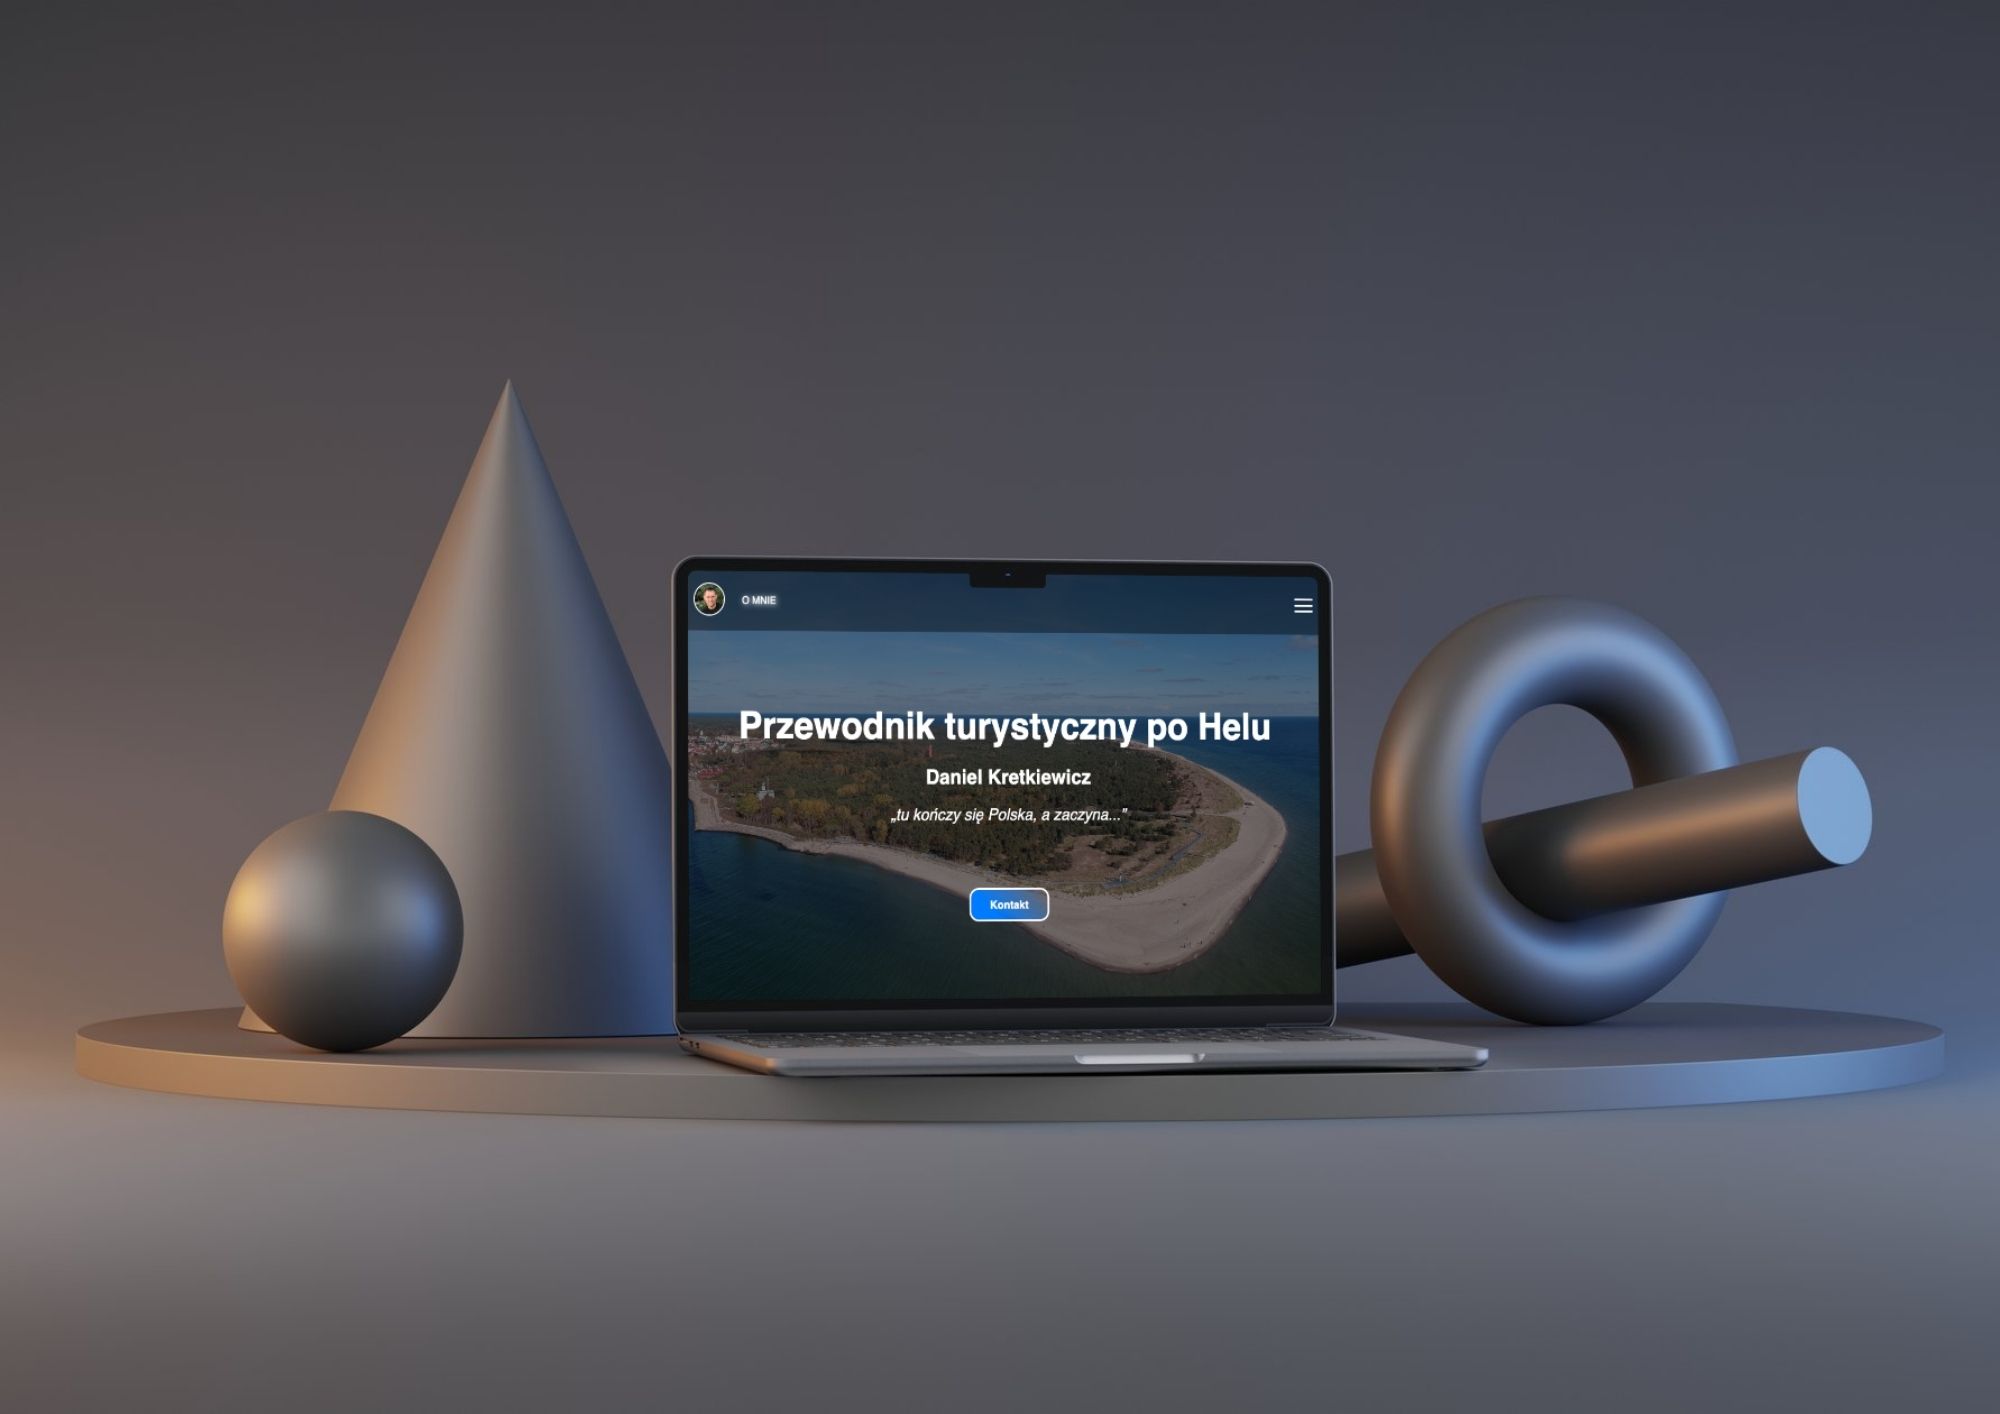 O MNIE
Przewodnik turystyczny po Helu
Daniel Kretkiewicz
„tu kończy się Polska, a zaczyna...”
Kontakt